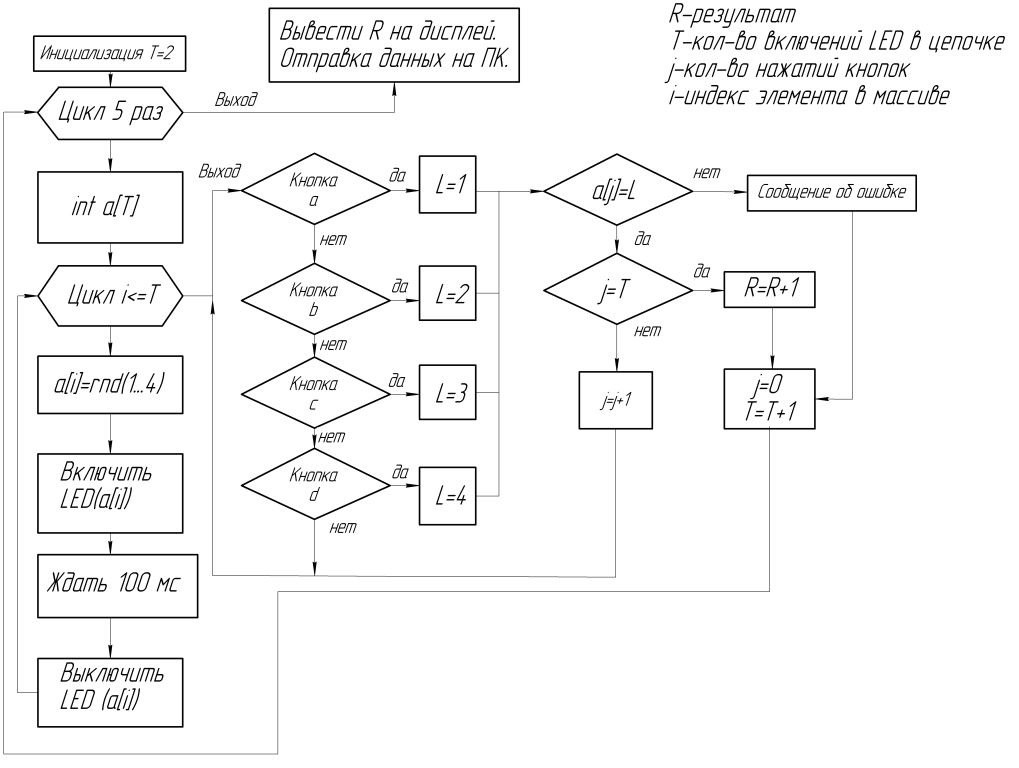 Инициализация T=2
Цикл 5 раз
Выход
Вывести R на дисплей.
Отправка данных на ПК.
R-результат
T-кол-во включений LED в цепочке
j-кол-во нажатий кнопок
i-индекс элемента в массиве
int a[T]
Цикл i<=T
Выход
a[i]=rnd(1...4)
Включить
LED(a[i])
Ждать 100 мс
Выключить
LED (a[i])
Кнопка
a
да
L=1
нет
Кнопка
b
да
L=2
нет
Кнопка
c
да
L=3
нет
Кнопка
d
да
L=4
нет
a[j]=L
нет
Сообщение об ошибке
да
j=T
да
R=R+1
нет
j=j+1
j=0
T=T+1